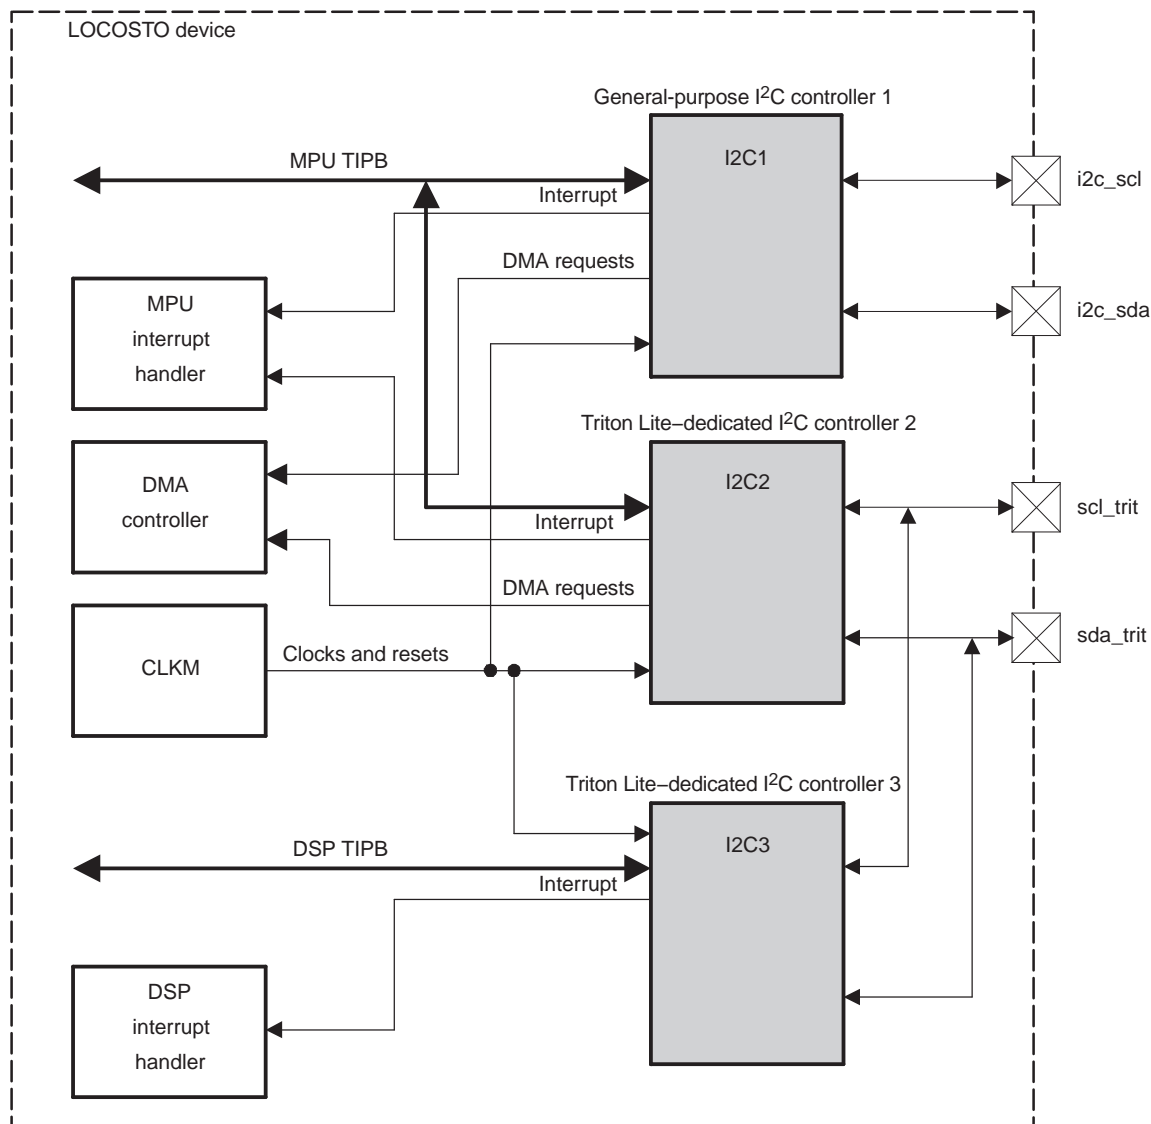 LOCOSTO device
General-purpose I²C controller 1
I2C1
MPU TIPB
i2c_scl
Interrupt
DMA requests
MPU
interrupt
handler
i2c_sda
Triton Lite−dedicated I²C controller 2
I2C2
DMA
controller
scl_trit
Interrupt
DMA requests
sda_trit
CLKM
Clocks and resets
Triton Lite−dedicated I²C controller 3
I2C3
DSP TIPB
Interrupt
DSP
interrupt
handler